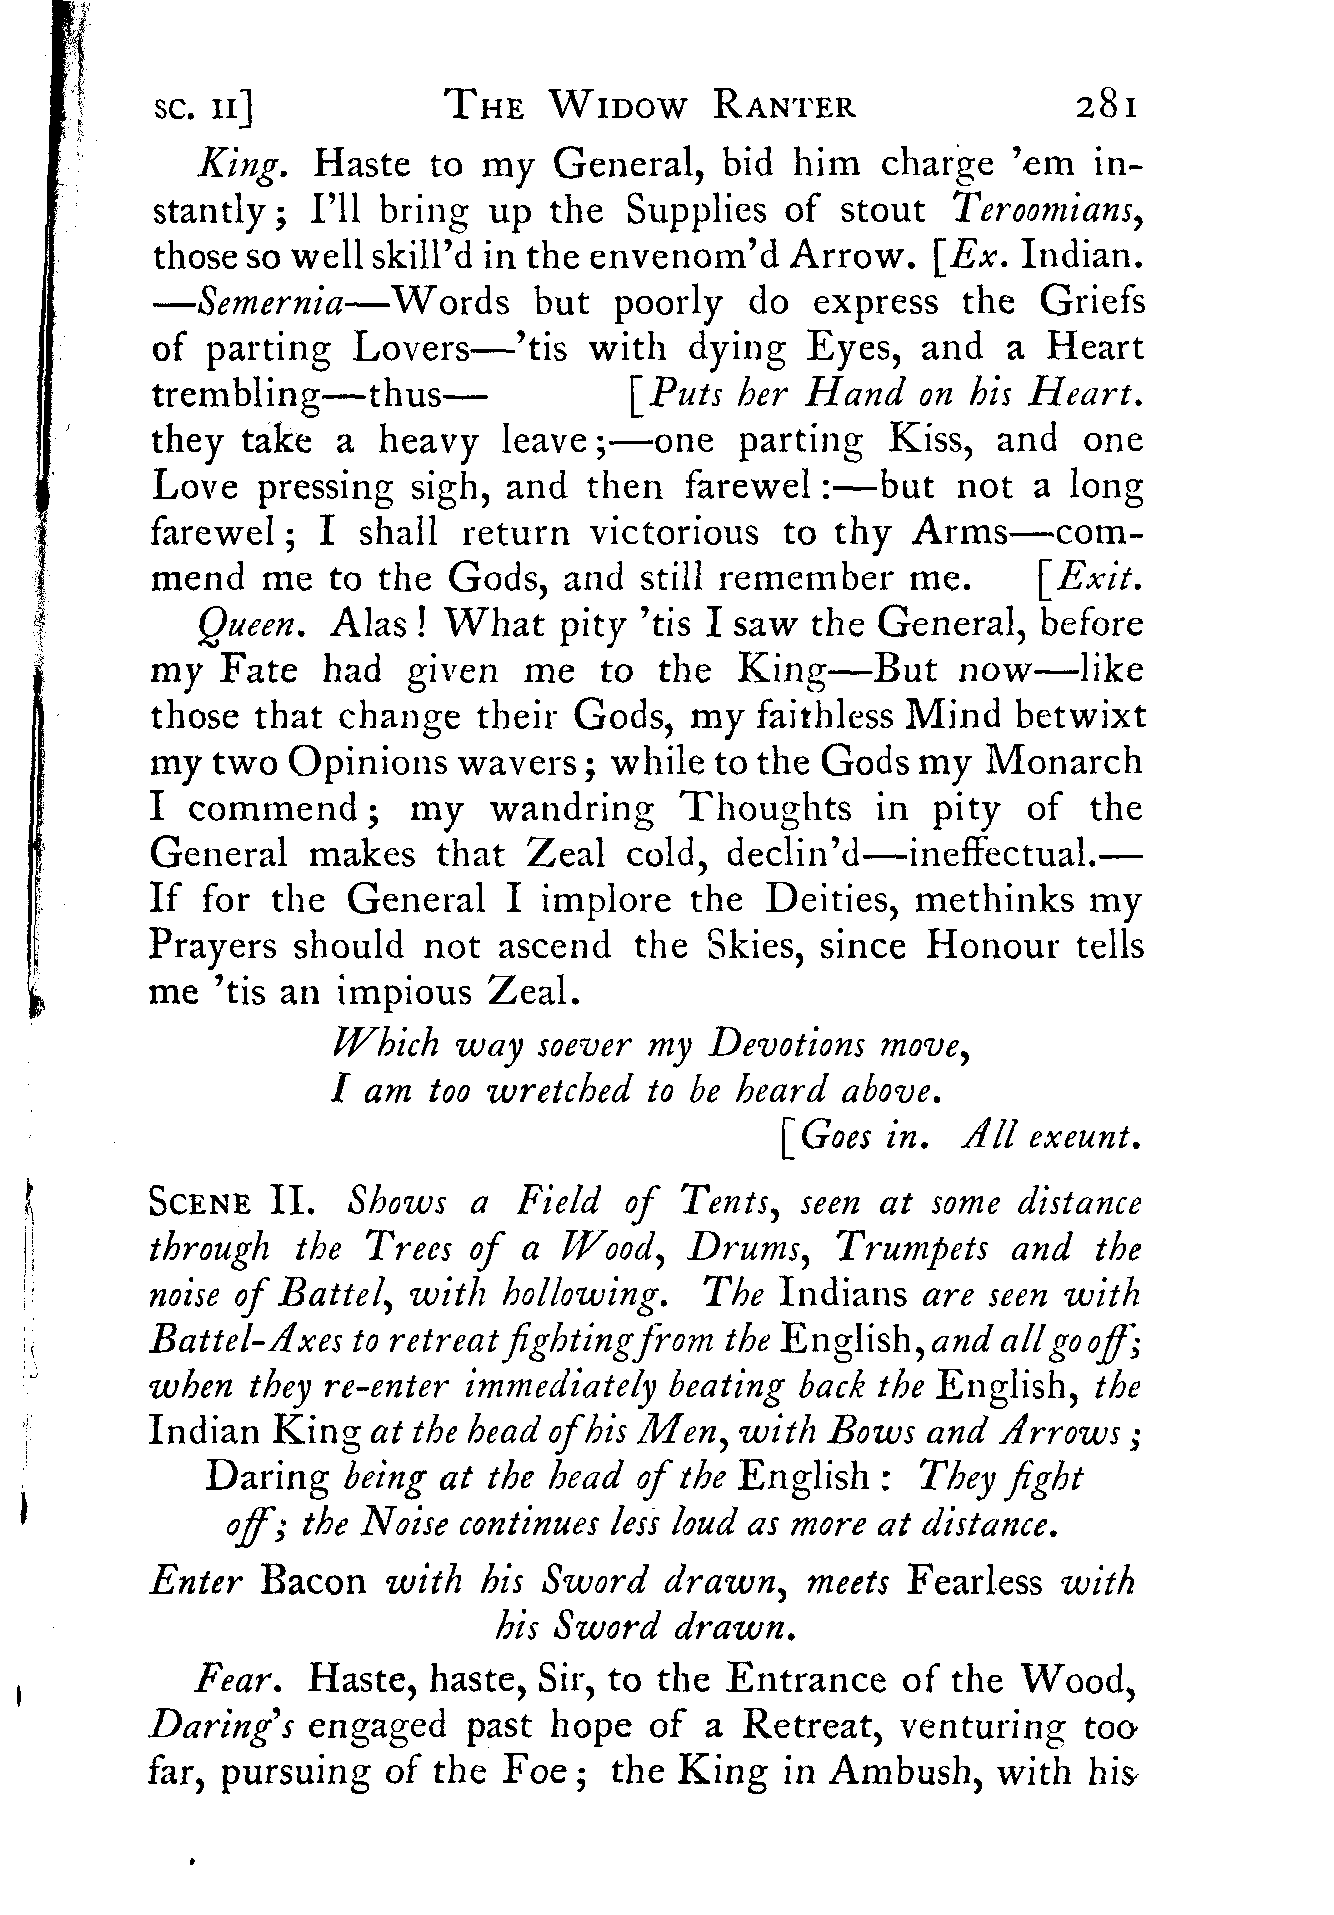 SC. II] THE WIDOW RANTER 281
King. Haste to my General, bid him charge 'em in-
stantly; I'll bring up the Supplies of stout Teroomians,
those so well skill'd in the envenom'd Arrow. [Ex. Indian.
—Semernia—Words but poorly do express the Griefs
of parting Lovers—'tis with dying Eyes, and a Heart
trembling—thus— [Puts her Hand on his Heart.
they take a heavy leave;—one parting Kiss, and one
Love pressing sigh, and then farewel:—but not a long
farewel; I shall return victorious to thy Arms—com-
mend me to the Gods, and still remember me. [Exit.
Queen. Alas! What pity 'tis I saw the General, before
my Fate had given me to the King—But now—like
those that change their Gods, my faithless Mind betwixt
my two Opinions wavers; while to the Gods my Monarch
I commend; my wandring Thoughts in pity of the
General makes that Zeal cold, declin'd—ineffectual.—
If for the General I implore the Deities, methinks my
Prayers should not ascend the Skies, since Honour tells
me 'tis an impious Zeal.
Which way soever my Devotions move,
I am too wretched to be heard above.
[Goes in. All exeunt.
SCENE II. Shows a Field of Tents, seen at some distance
through the Trees of a Wood, Drums, Trumpets and the
noise of Battel, with hollowing. The Indians are seen with
Battel-Axes to retreat fighting from the English, and all go off;
when they re-enter immediately beating back the English, the
Indian King at the head of his Men, with Bows and Arrows;
Daring being at the head of the English: They fight
off; the Noise continues less loud as more at distance.
Enter Bacon with his Sword drawn, meets Fearless with
his Sword drawn.
Fear. Haste, haste, Sir, to the Entrance of the Wood,
Daring's engaged past hope of a Retreat, venturing too
far, pursuing of the Foe; the King in Ambush, with his